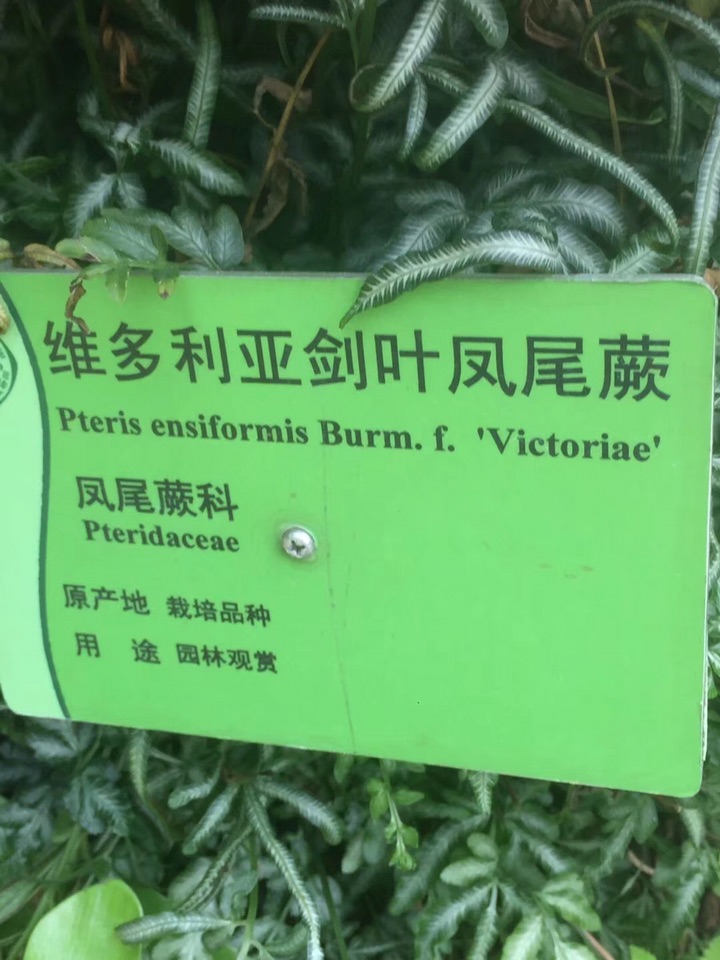 维多利亚剑叶凤尾蕨
Pteris ensiformis Burm. f. 'Victoriae'
凤尾蕨科
Pteridaceae
原产地 栽培品种
用 途 园林观赏